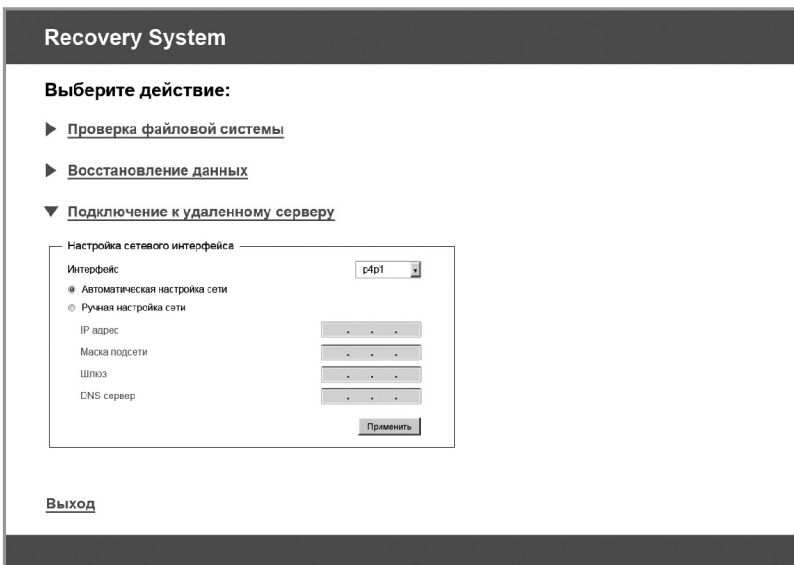 Recovery System
Выберите действие:
Проверка файловой системы
Восстановление данных
Подключение к удаленному серверу
Настройка сетевого интерфейса
Интерфейс p4p1
Автоматическая настройка сети
Ручная настройка сети
IP адрес . . .
Маска подсети . . .
Шлюз . . .
DNS сервер . . .
Применить
Выход